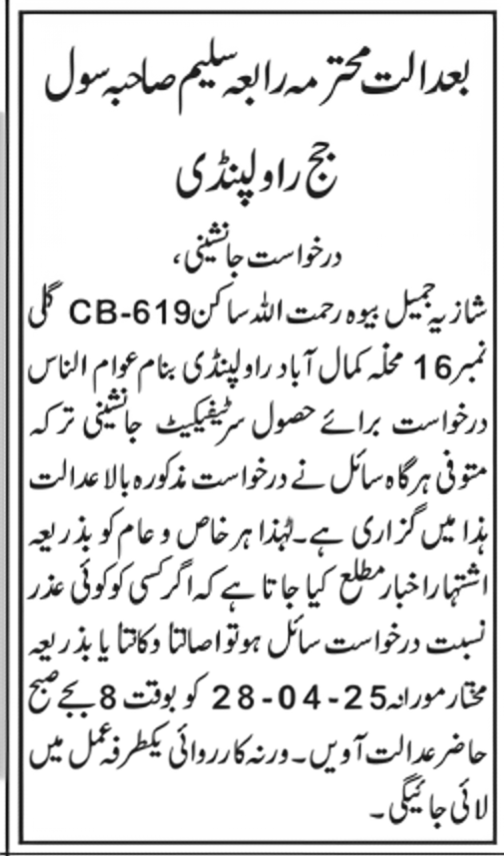 بعدالت محترمہ رابعہ سلیم صاحبہ سول
جج راولپنڈی
درخواست جانشینی،
شازیہ جمیل بیوہ رحمت اللہ ساکن CB-619 گلی
نمبر 16 محلّہ کمال آباد راولپنڈی بنام عوام الناس
درخواست برائے حصول سرٹیفیکیٹ جانشینی ترکہ
متوفی ہرگاہ سائل نے درخواست مذکورہ بالا عدالت
ہذا میں گزاری ہے۔ لہٰذا ہر خاص و عام کو بذریعہ
اشتہار اخبار مطلع کیا جاتا ہے کہ اگر کسی کو کوئی عذر
نسبت درخواست سائل ہو تو اصالتا وکالتا یا بذریعہ
مختار مورانہ 25-04-28 کو بوقت 8 بجے صبح
حاضر عدالت آویں۔ ورنہ کارروائی یکطرفہ عمل میں
لائی جائیگی۔